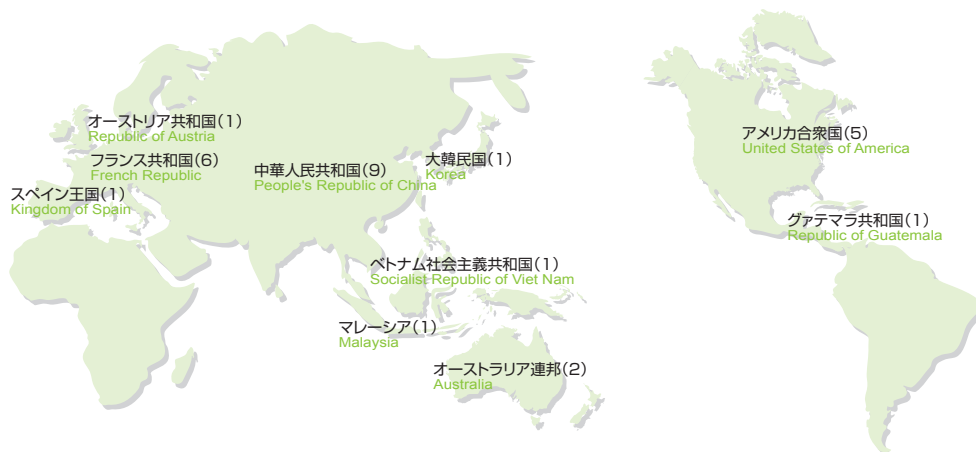 オーストリア共和国(1)
Republic of Austria
フランス共和国(6)
French Republic
スペイン王国(1)
Kingdom of Spain
中華人民共和国(9)
People's Republic of China
大韓民国(1)
Korea
ベトナム社会主義共和国(1)
Socialist Republic of Viet Nam
マレーシア(1)
Malaysia
オーストラリア連邦(2)
Australia
アメリカ合衆国(5)
United States of America
グァテマラ共和国(1)
Republic of Guatemala